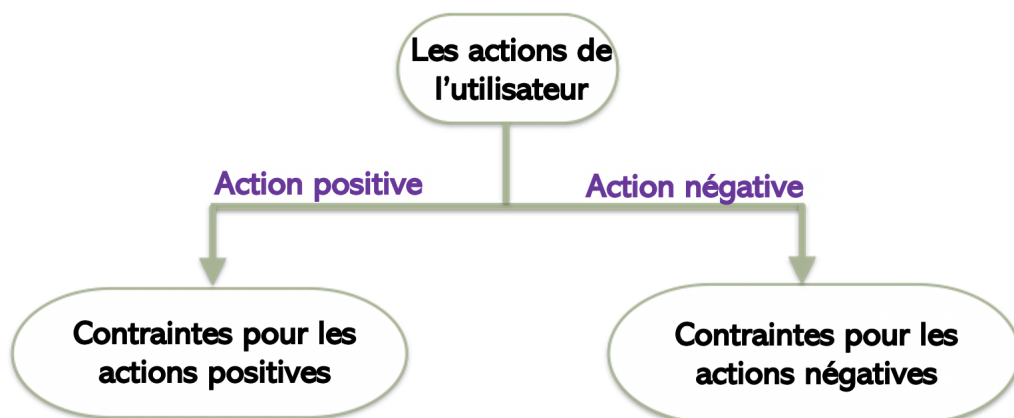 Les actions de
l'utilisateur
Action positive
Action négative
Contraintes pour les
actions positives
Contraintes pour les
actions négatives